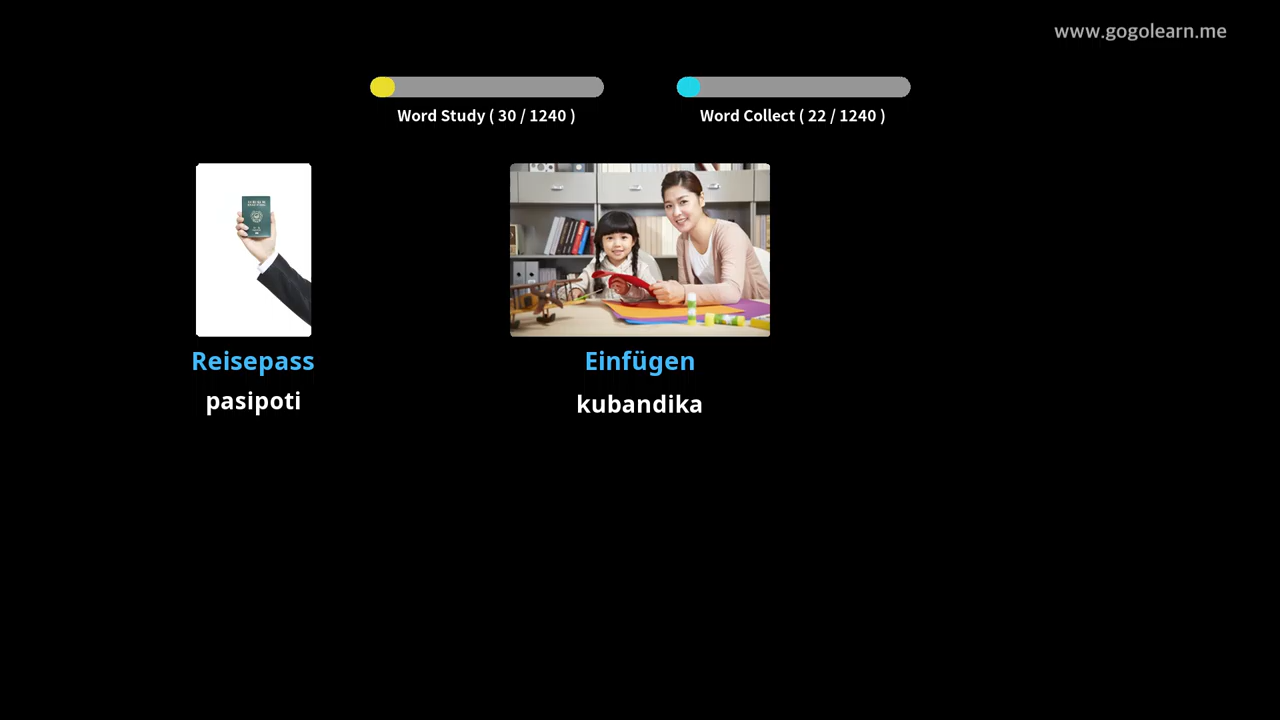 www.gogolearn.me
Word Study ( 30 / 1240 )
Word Collect ( 22 / 1240 )
Reisepass
pasipoti
Einfügen
kubandika